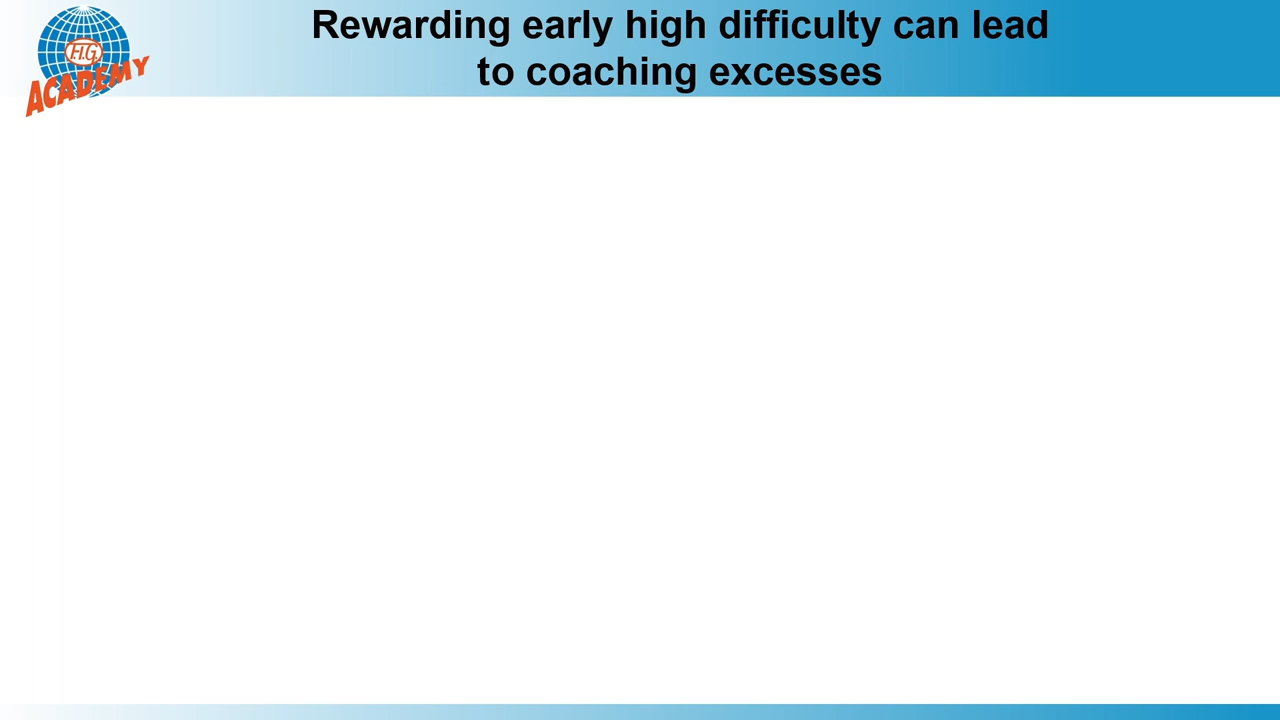 Rewarding early high difficulty can lead
to coaching excesses
F.I.G.
ACADEMY